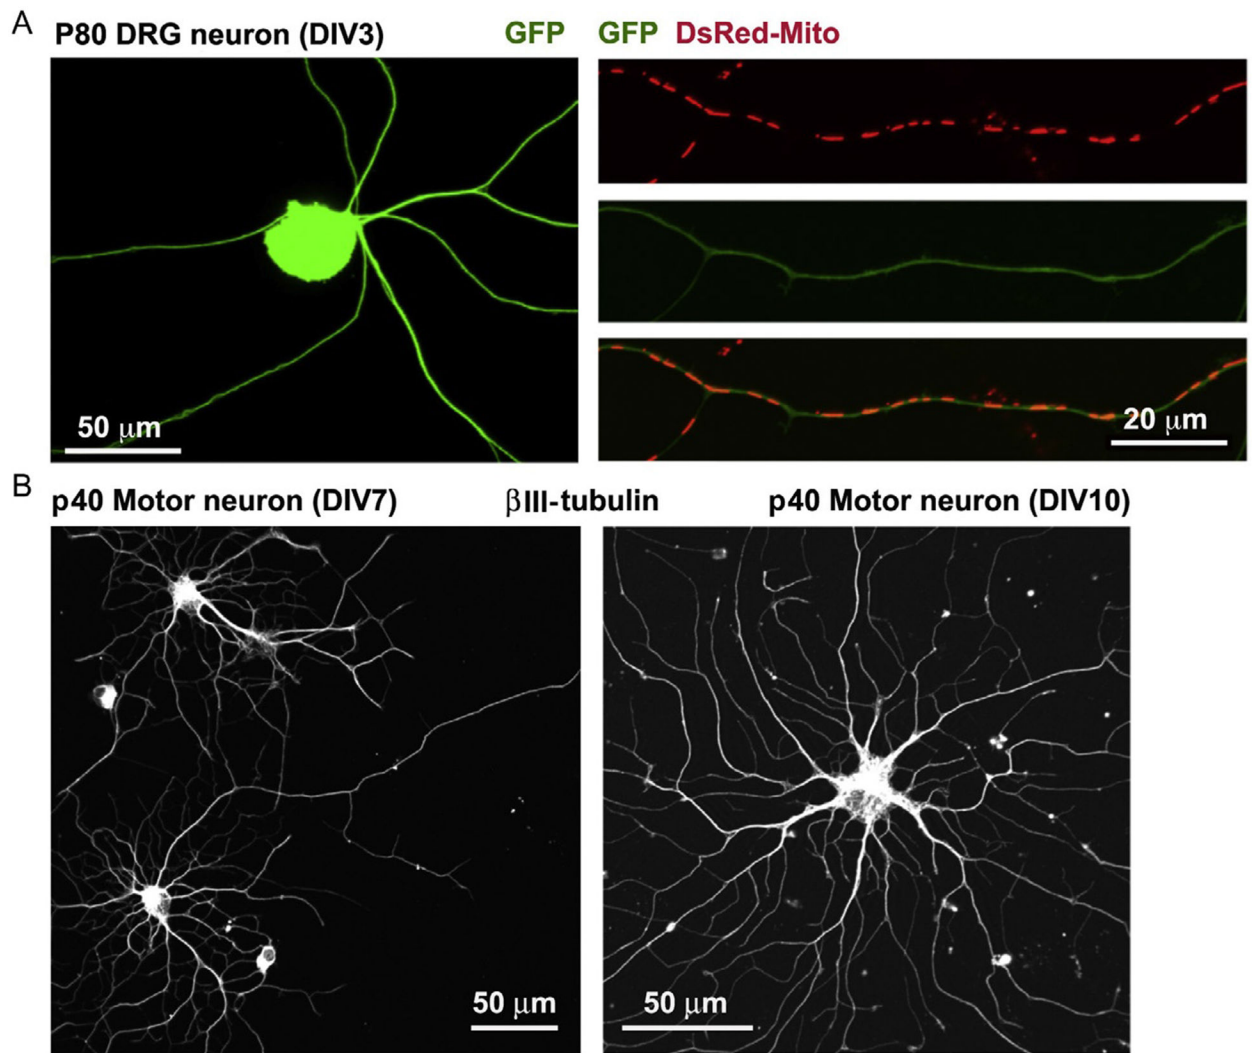 A
P80 DRG neuron (DIV3) GFP GFP DsRed-Mito
50 μm
20 μm
B
p40 Motor neuron (DIV7) βIII-tubulin p40 Motor neuron (DIV10)
50 μm
50 μm